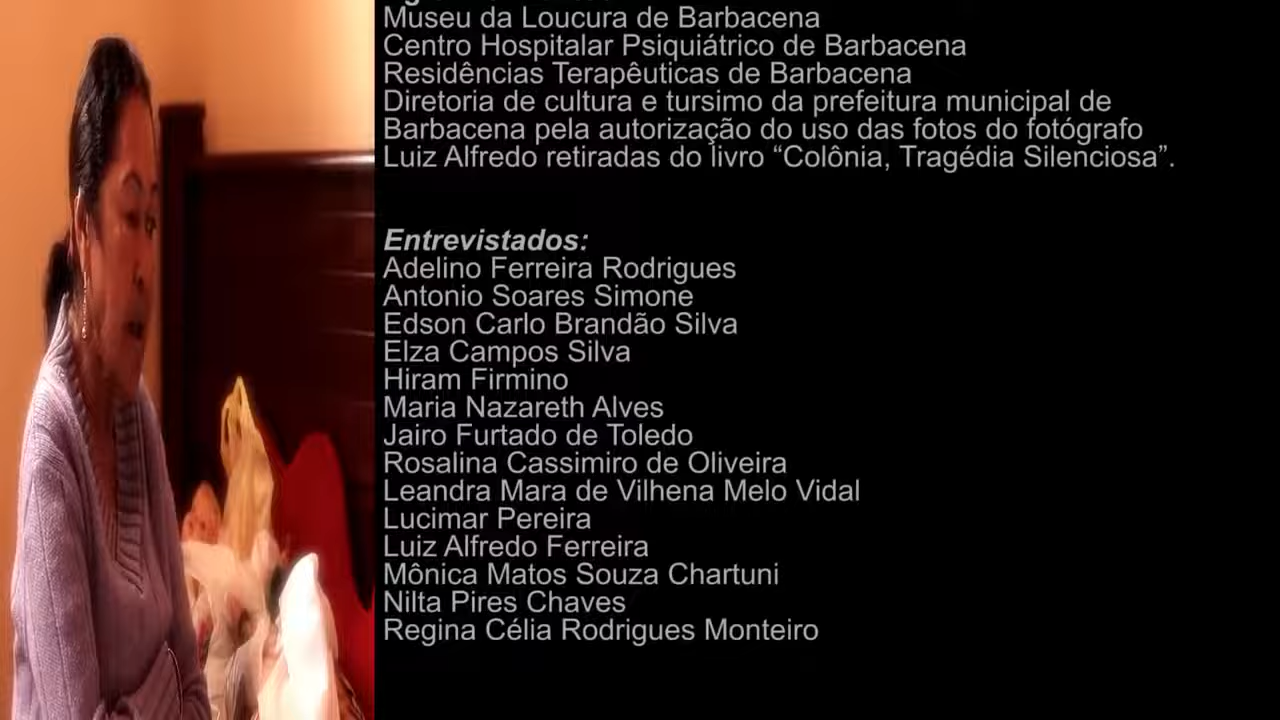 Museu da Loucura de Barbacena
Centro Hospitalar Psiquiátrico de Barbacena
Residências Terapêuticas de Barbacena
Diretoria de cultura e tursimo da prefeitura municipal de
Barbacena pela autorização do uso das fotos do fotógrafo
Luiz Alfredo retiradas do livro “Colônia, Tragédia Silenciosa”.
Entrevistados:
Adelino Ferreira Rodrigues
Antonio Soares Simone
Edson Carlo Brandão Silva
Elza Campos Silva
Hiram Firmino
Maria Nazareth Alves
Jairo Furtado de Toledo
Rosalina Cassimiro de Oliveira
Leandra Mara de Vilhena Melo Vidal
Lucimar Pereira
Luiz Alfredo Ferreira
Mônica Matos Souza Chartuni
Nilta Pires Chaves
Regina Célia Rodrigues Monteiro